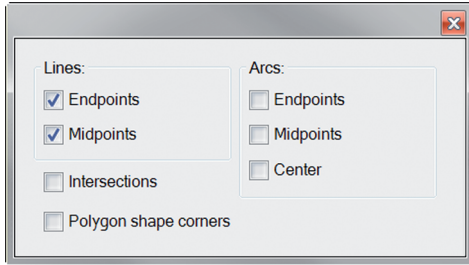 Lines:
Endpoints
Midpoints
Intersections
Polygon shape corners
Arcs:
Endpoints
Midpoints
Center